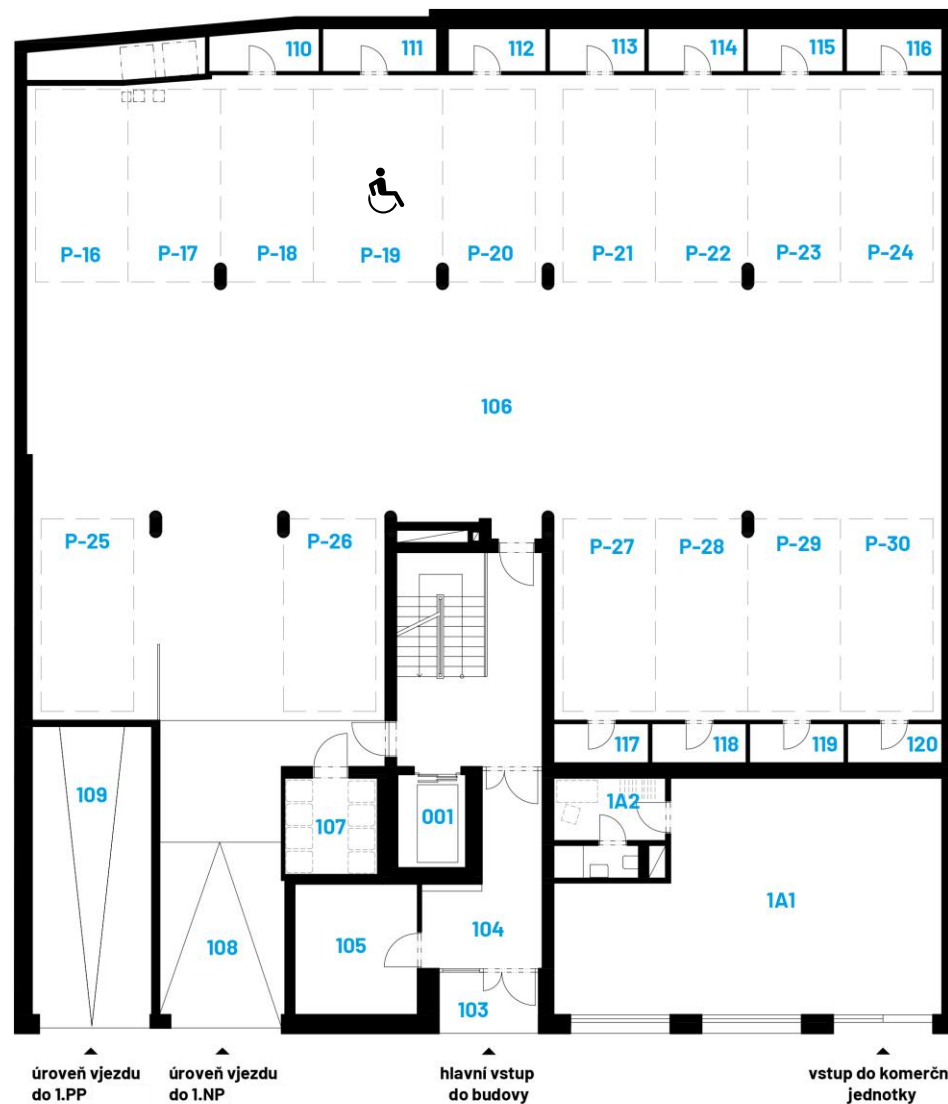 110
111
112
113
114
115
116
P-16
P-17
P-18
P-19
P-20
P-21
P-22
P-23
P-24
106
P-25
P-26
P-27
P-28
P-29
P-30
117
118
119
120
109
107
001
1A2
1A1
108
105
104
103
úroveň vjezdu
do 1.PP
úroveň vjezdu
do 1.NP
hlavní vstup
do budovy
vstup do komerčn
jednotky